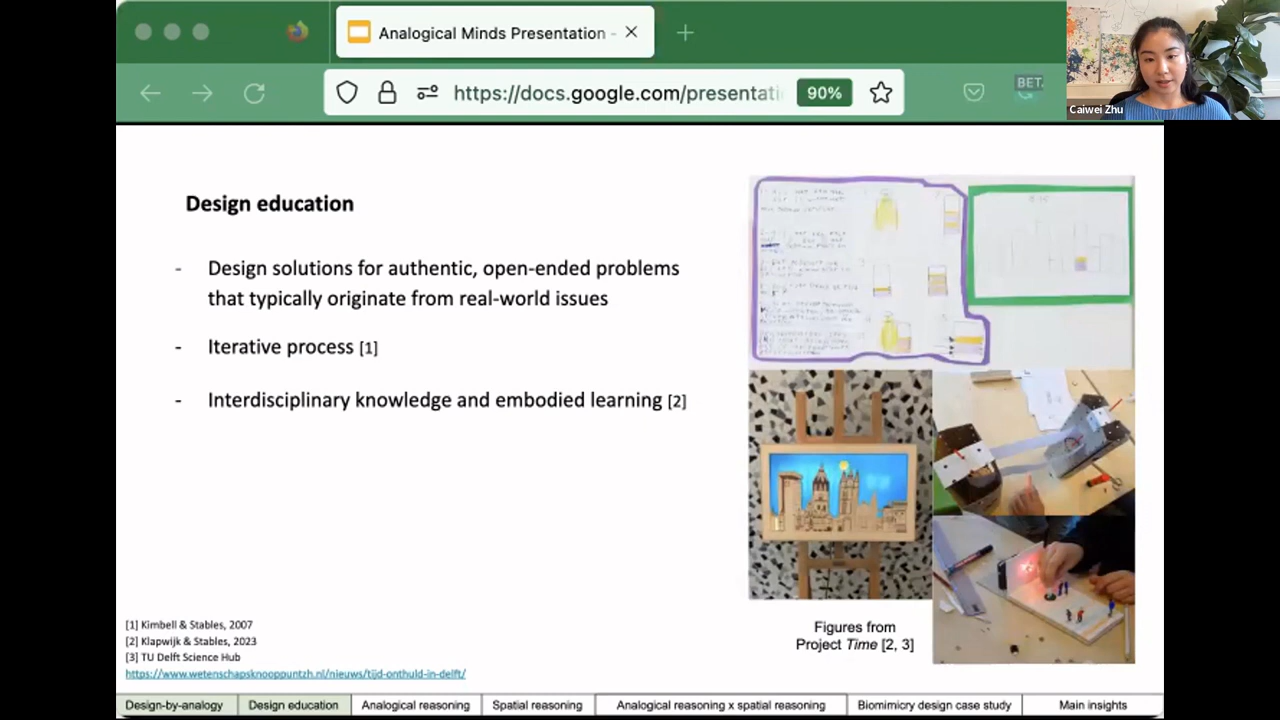 Analogical Minds Presentation -
https://docs.google.com/presentati
90%
BET.
Caiwei Zhu
Design education
- Design solutions for authentic, open-ended problems
that typically originate from real-world issues
- Iterative process [1]
- Interdisciplinary knowledge and embodied learning [2]
Figures from
Project Time [2, 3]
[1] Kimbell & Stables, 2007
[2] Klapwijk & Stables, 2023
[3] TU Delft Science Hub
https://www.wetenschapsknooppuntzh.nl/nieuws/tijd-onthuld-in-delft/
Design-by-analogy Design education Analogical reasoning Spatial reasoning Analogical reasoning x spatial reasoning Biomimicry design case study Main insights